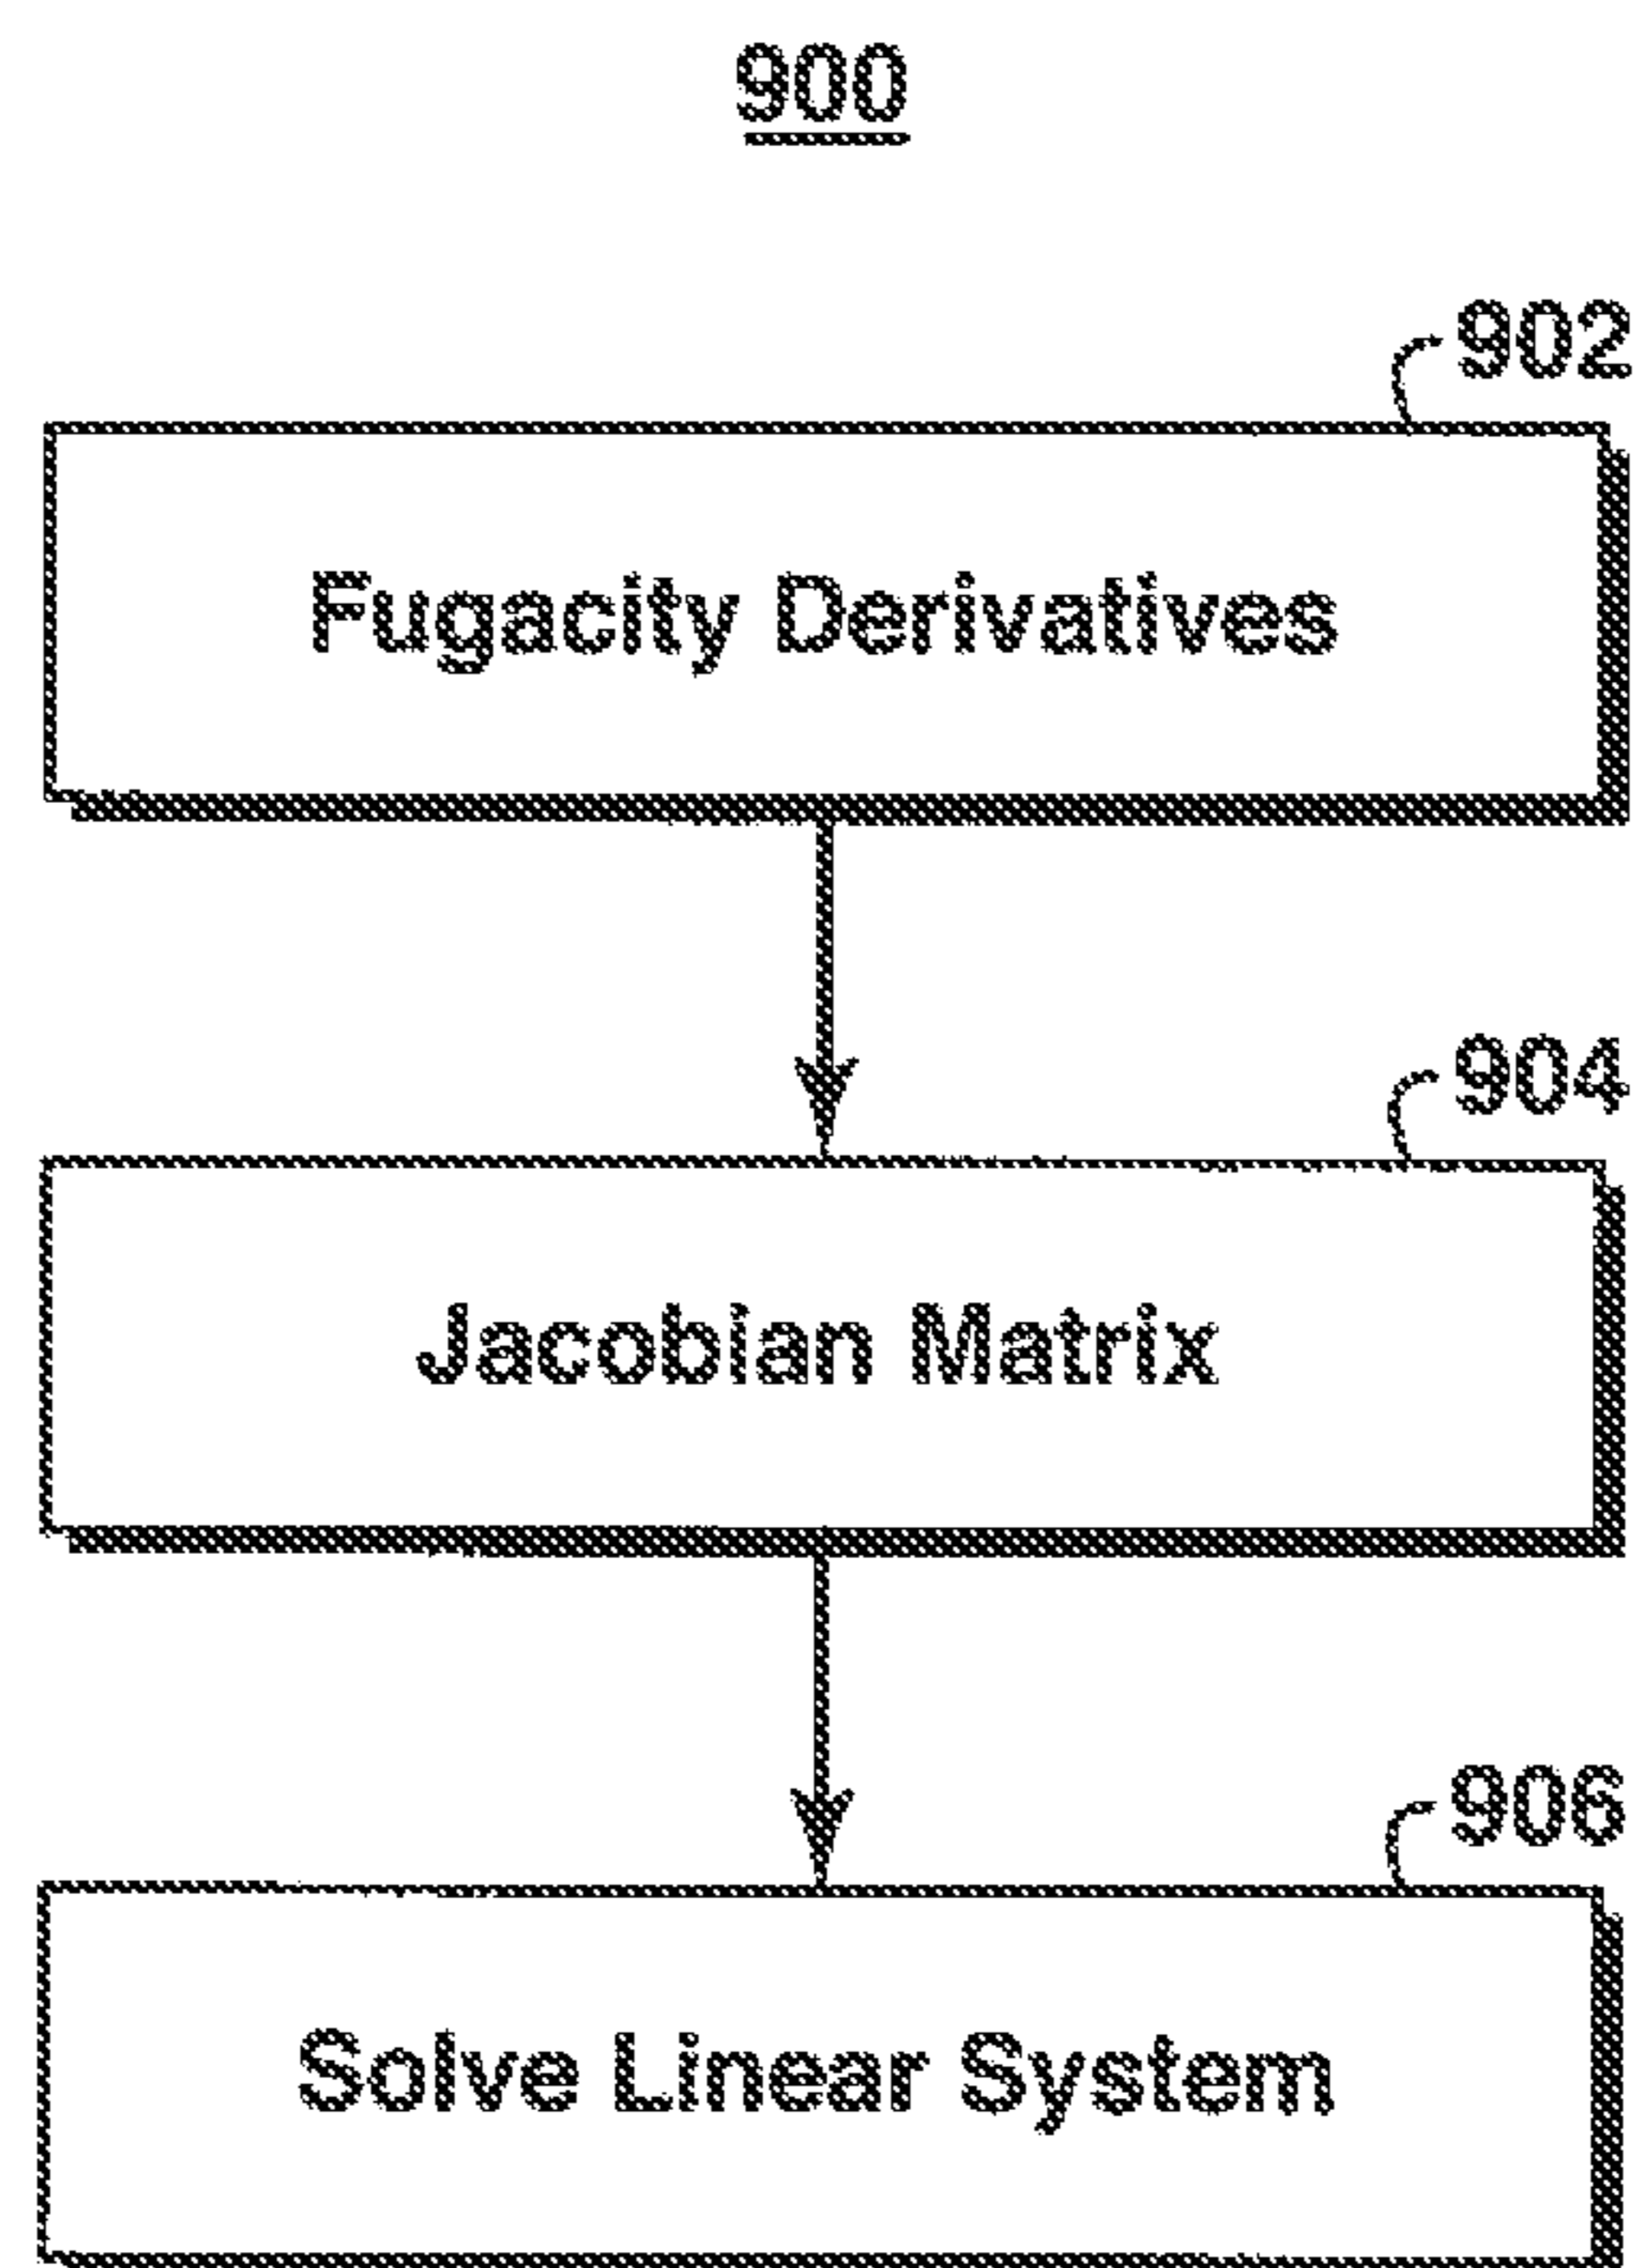 900
902
Fugacity Derivatives
904
Jacobian Matrix
906
Solve Linear System